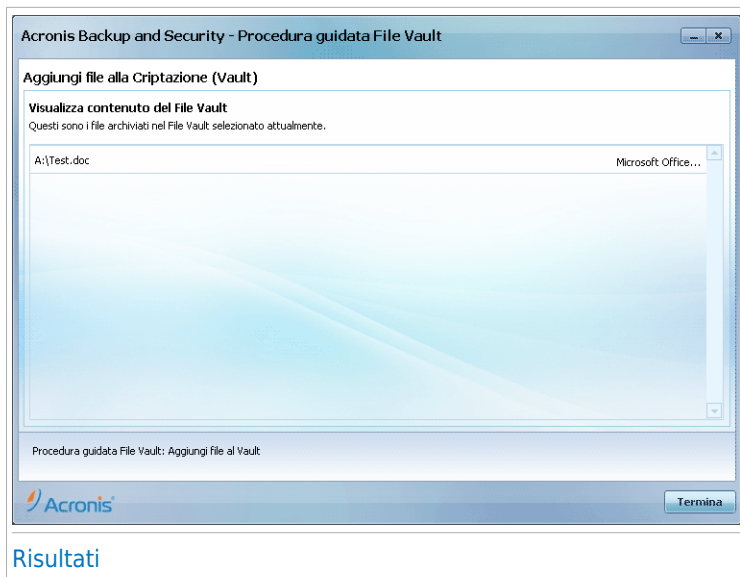 Acronis Backup and Security - Procedura guidata File Vault
Aggiungi file alla Criptazione (Vault)
Visualizza contenuto del File Vault
Questi sono i file archiviati nel File Vault selezionato attualmente.
A:\Test.doc Microsoft Office...
Procedura guidata File Vault: Aggiungi file al Vault
Acronis
Termina
Risultati